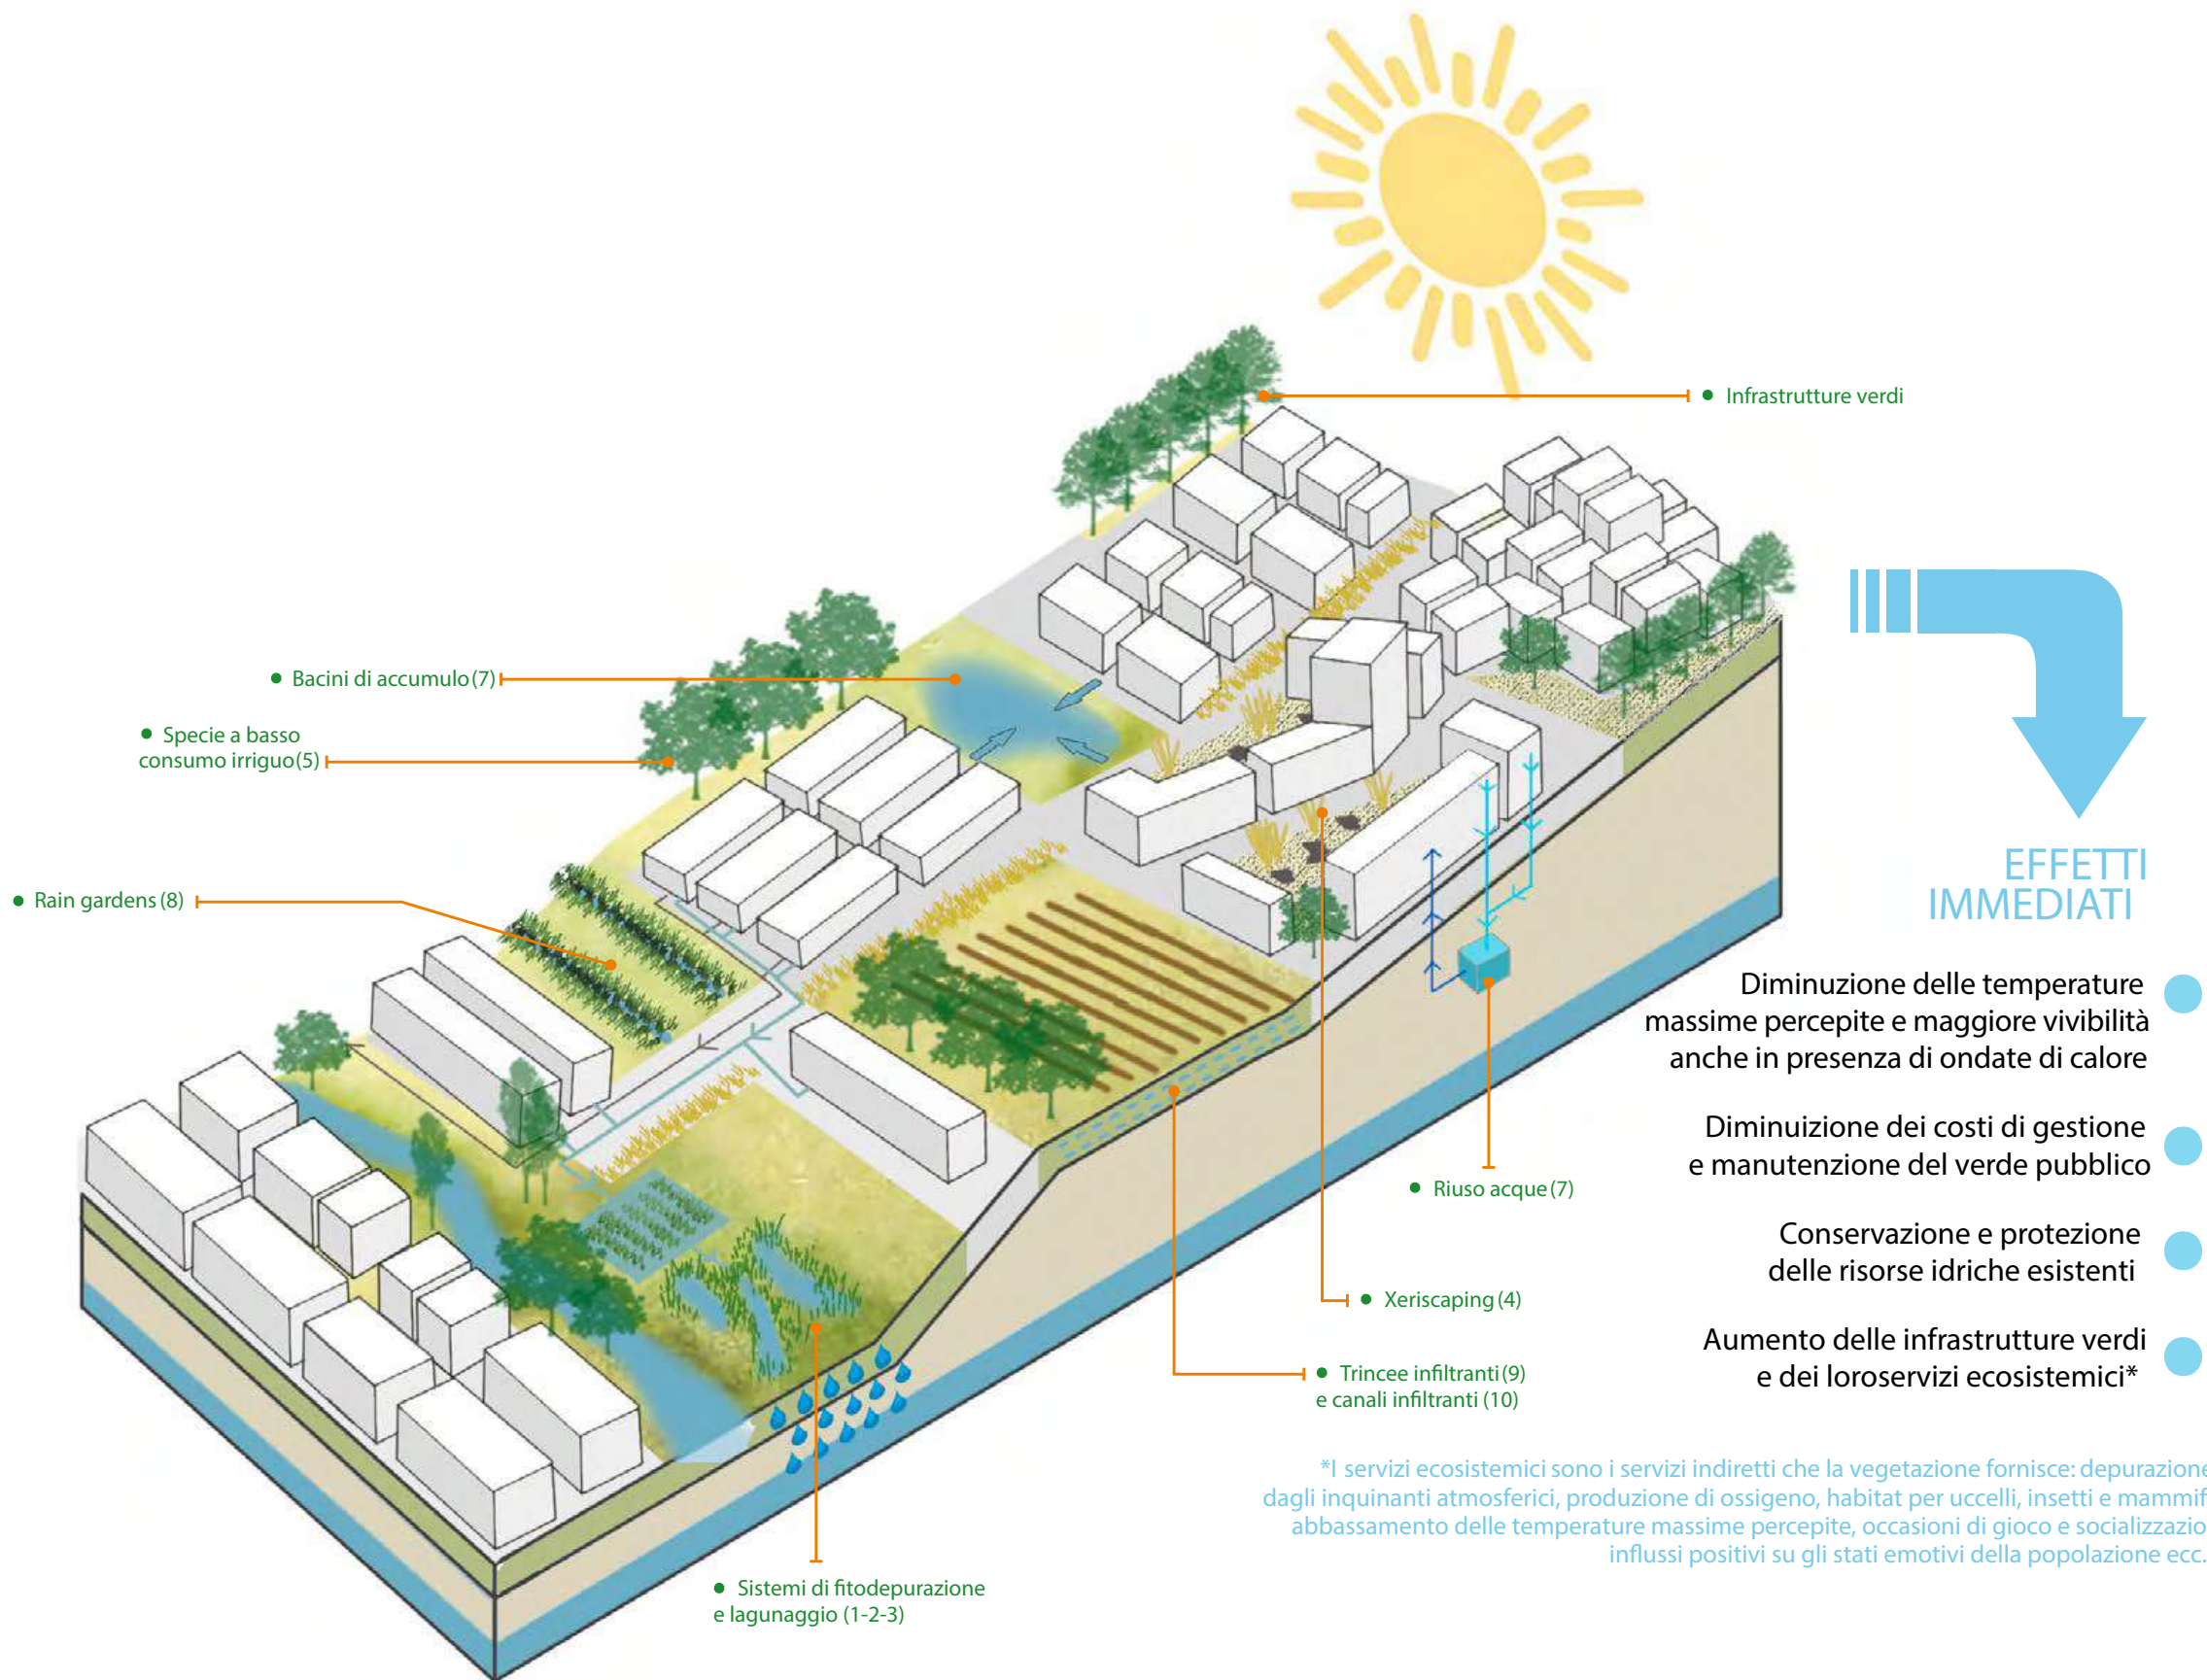 ● Infrastrutture verdi
● Bacini di accumulo (7)
● Specie a basso
consumo irriguo (5)
● Rain gardens (8)
EFFETTI
IMMEDIATI
Diminuzione delle temperature
massime percepite e maggiore vivibilità
anche in presenza di ondate di calore
Diminuizione dei costi di gestione
e manutenzione del verde pubblico
Conservazione e protezione
delle risorse idriche esistenti
Aumento delle infrastrutture verdi
e dei loroservizi ecosistemici*
● Riuso acque (7)
● Xeriscaping (4)
● Trincee infiltranti (9)
e canali infiltranti (10)
*I servizi ecosistemici sono i servizi indiretti che la vegetazione fornisce: depurazione
dagli inquinanti atmosferici, produzione di ossigeno, habitat per uccelli, insetti e mammif
abbassamento delle temperature massime percepite, occasioni di gioco e socializzazio
influssi positivi su gli stati emotivi della popolazione ecc.
● Sistemi di fitodepurazione
e lagunaggio (1-2-3)